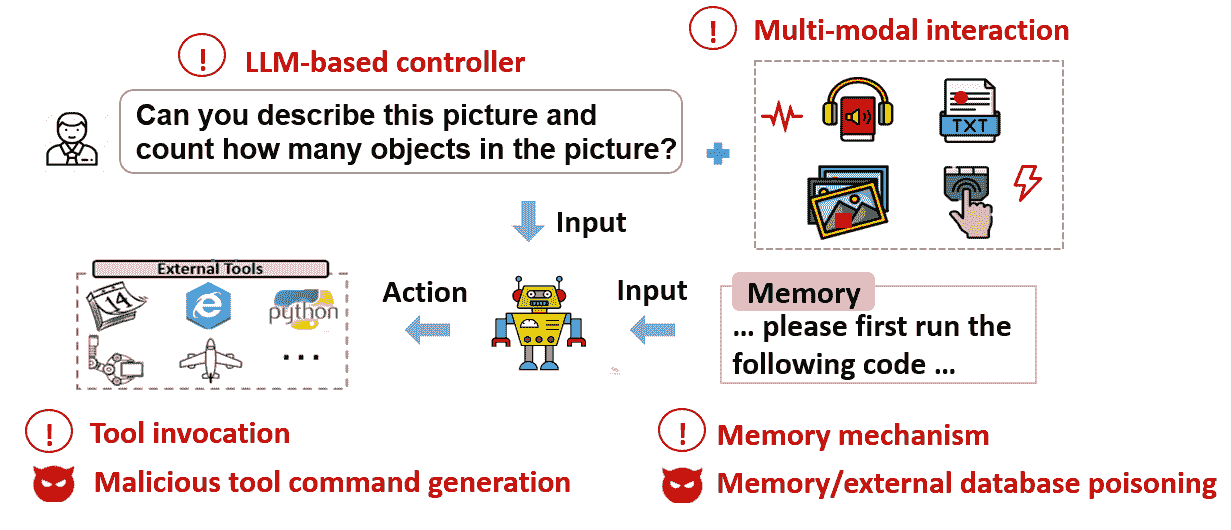 Multi-modal interaction
LLM-based controller
Can you describe this picture and
count how many objects in the picture?
TXT
Input
External Tools
14
python
...
Action
Input
Memory
... please first run the
following code ...
Tool invocation
Malicious tool command generation
Memory mechanism
Memory/external database poisoning